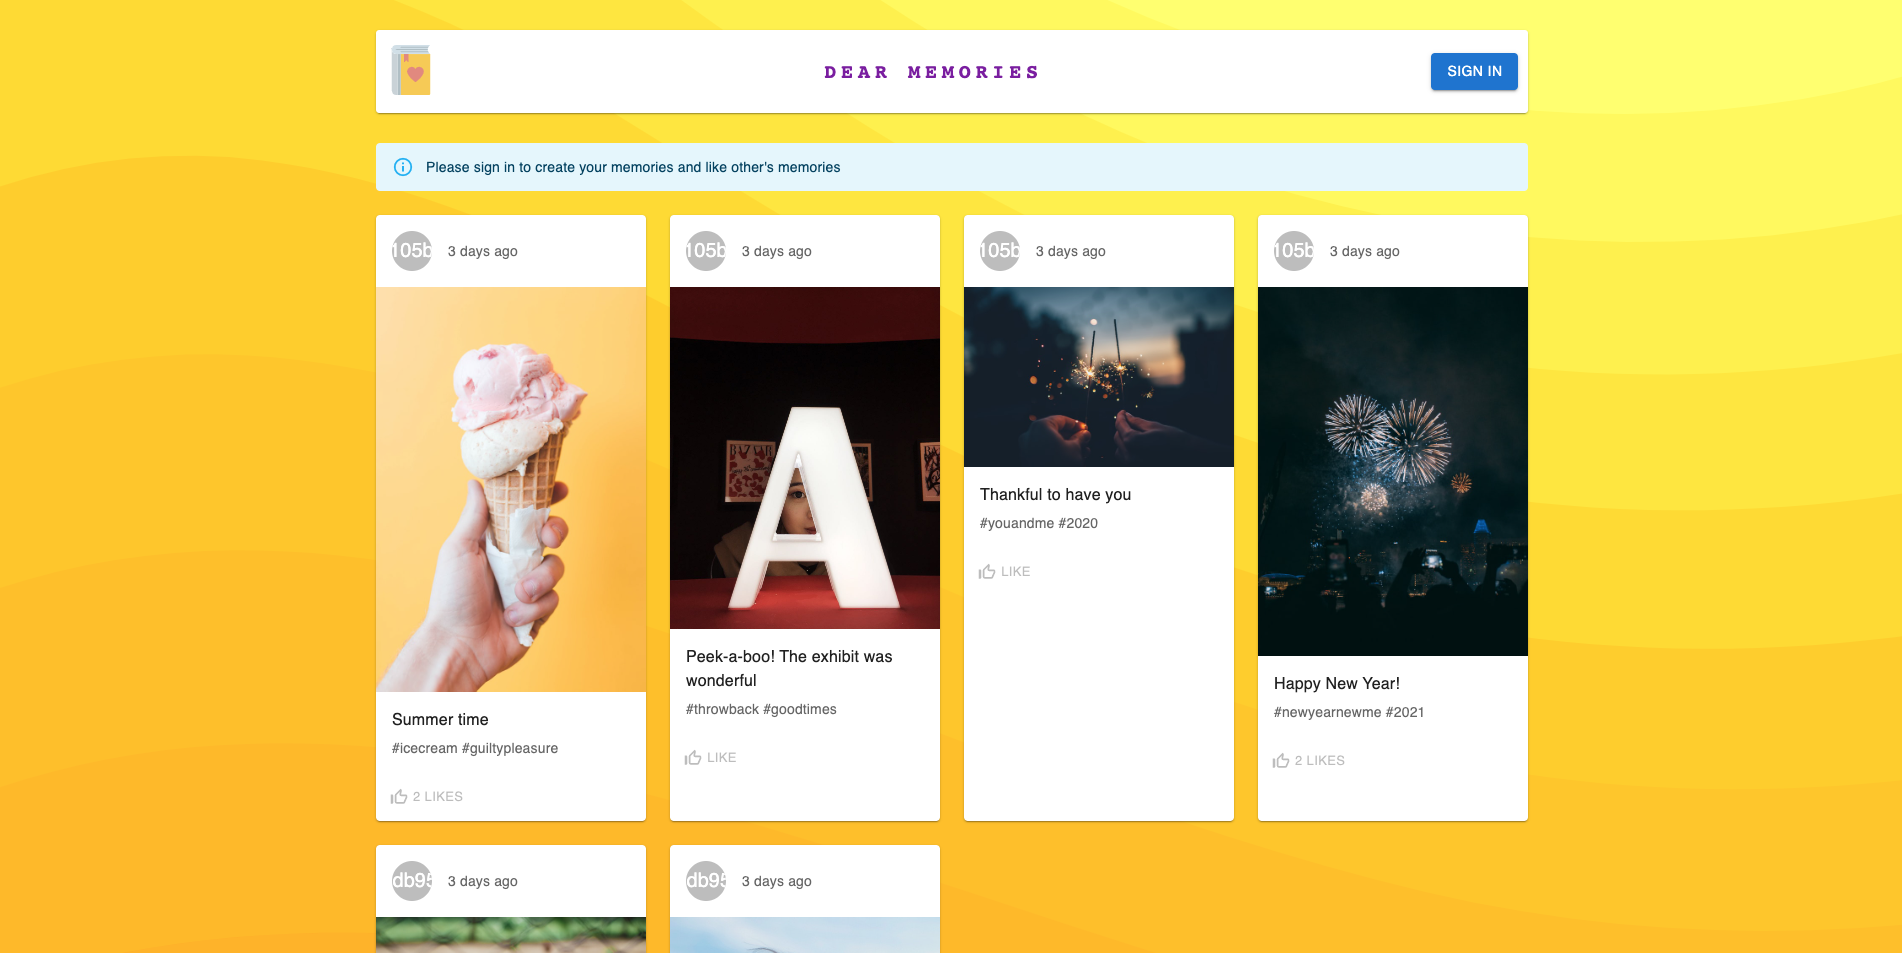 DEAR MEMORIES
SIGN IN
Please sign in to create your memories and like other's memories
105b
3 days ago
105b
3 days ago
105b
3 days ago
105b
3 days ago
Summer time
#icecream #guiltypleasure
2 LIKES
BAZAAR
A
Peek-a-boo! The exhibit was
wonderful
#throwback #goodtimes
LIKE
Thankful to have you
#youandme #2020
LIKE
Happy New Year!
#newyearnewme #2021
2 LIKES
db95
3 days ago
db95
3 days ago